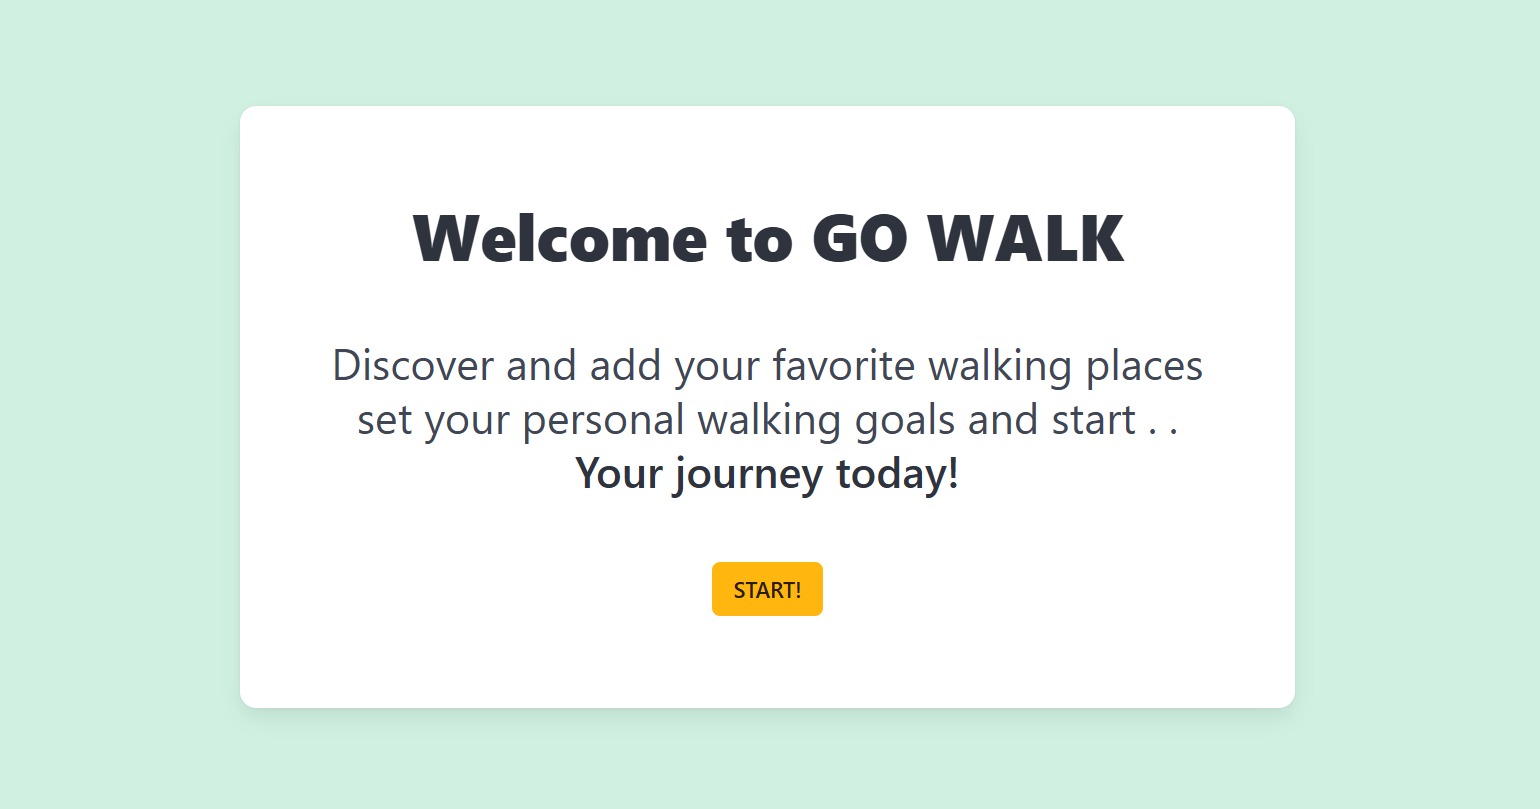 Welcome to GO WALK
Discover and add your favorite walking places
set your personal walking goals and start . .
Your journey today!
START!